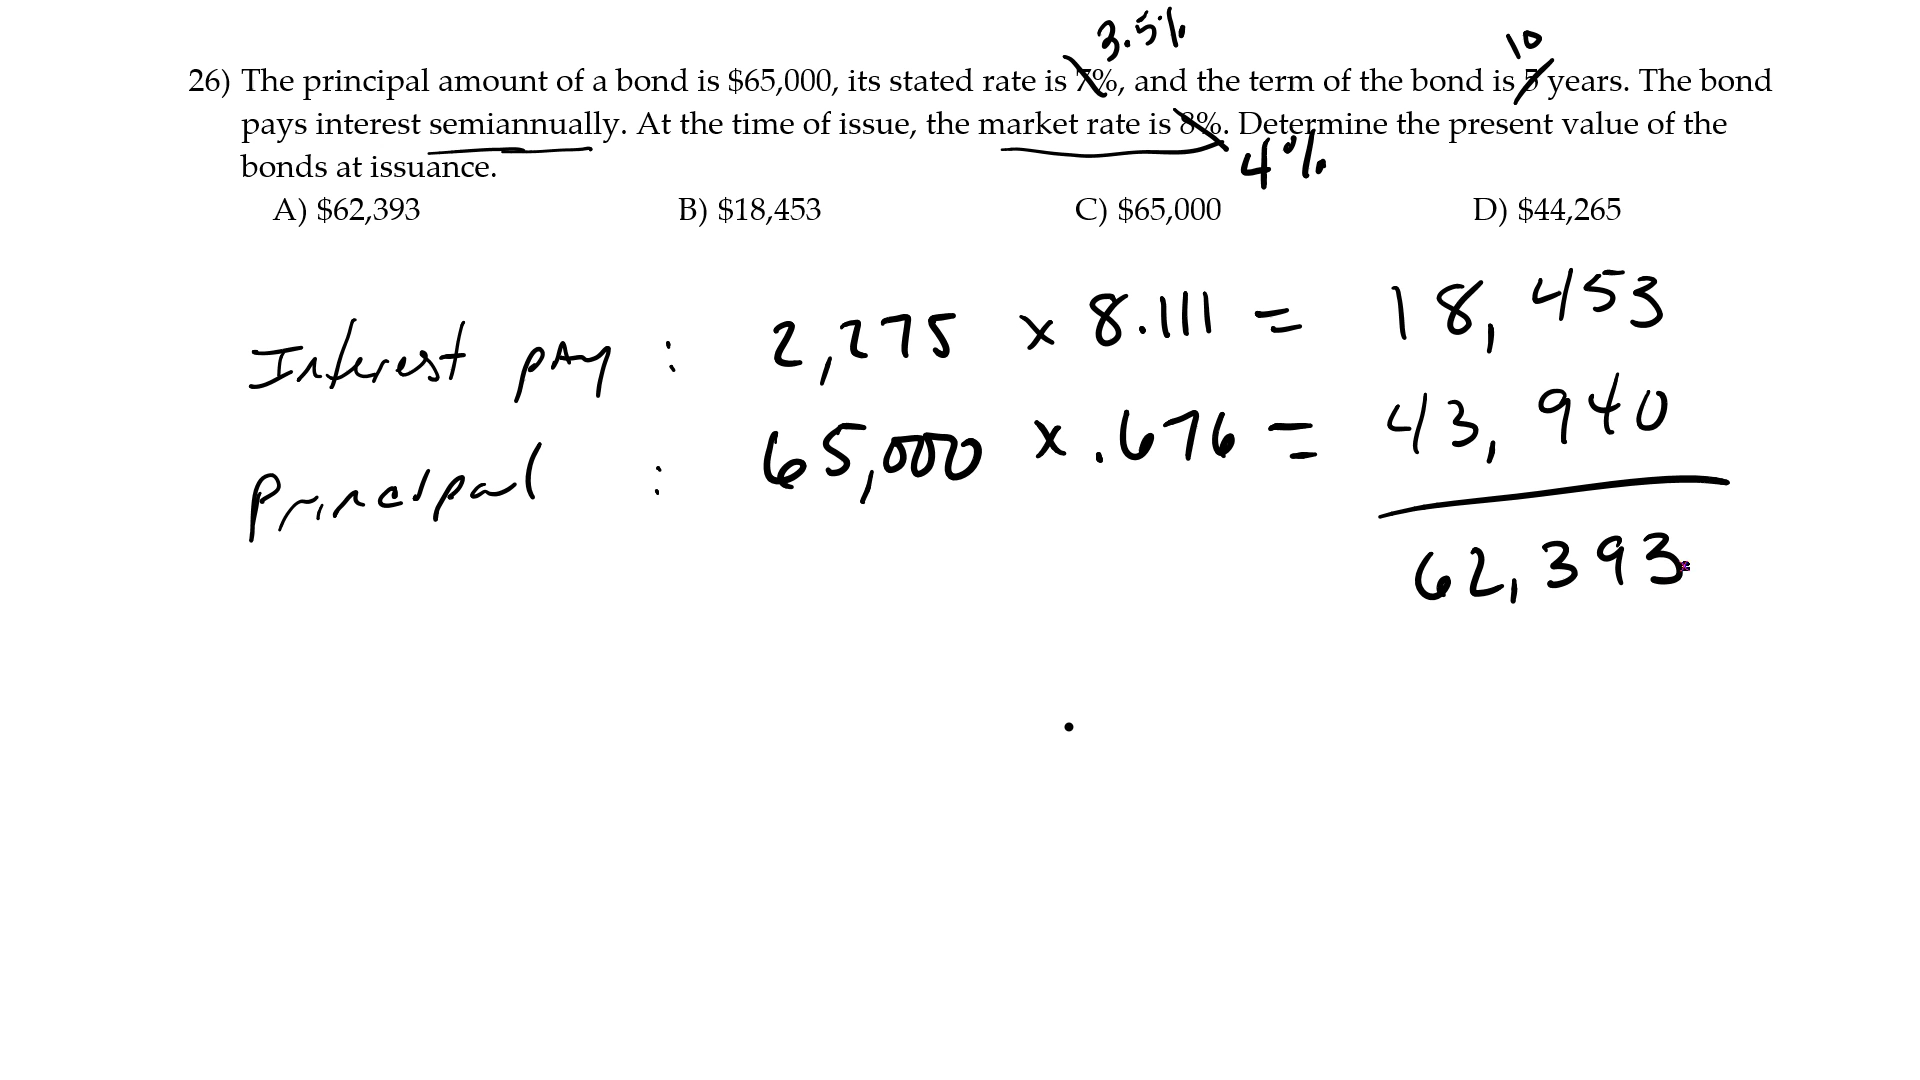 3.5% 10
26) The principal amount of a bond is $65,000, its stated rate is 7%, and the term of the bond is 5 years. The bond
pays interest semiannually. At the time of issue, the market rate is 8%. Determine the present value of the
4%
bonds at issuance.
A) $62,393 B) $18,453 C) $65,000 D) $44,265
Interest pay : 2,275 x 8.111 = 18,453
Principal : 65,000 x .676 = 43,940
62,393